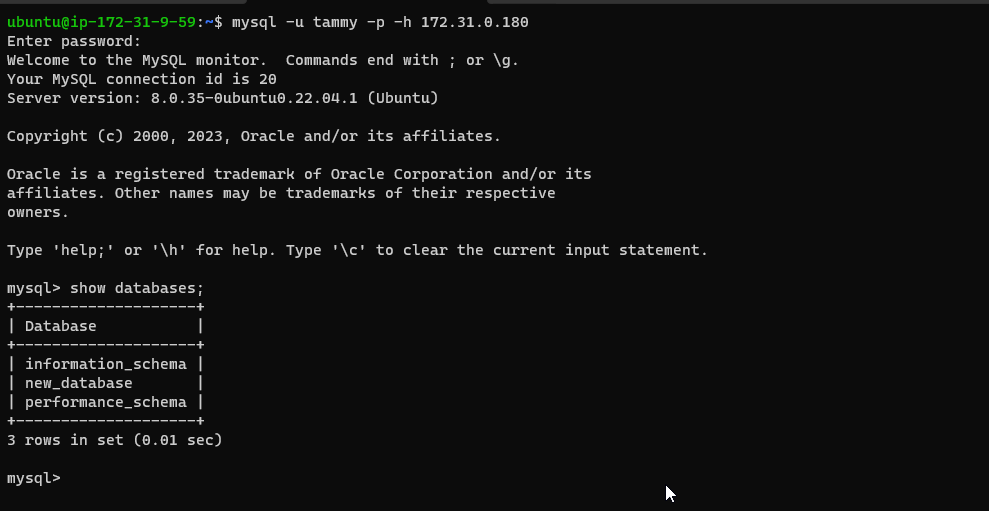 ubuntu@ip-172-31-9-59:~$ mysql -u tammy -p -h 172.31.0.180
Enter password:
Welcome to the MySQL monitor.  Commands end with ; or \g.
Your MySQL connection id is 20
Server version: 8.0.35-0ubuntu0.22.04.1 (Ubuntu)
Copyright (c) 2000, 2023, Oracle and/or its affiliates.
Oracle is a registered trademark of Oracle Corporation and/or its
affiliates. Other names may be trademarks of their respective
owners.
Type 'help;' or '\h' for help. Type '\c' to clear the current input statement.
mysql> show databases;
+--------------------+
| Database           |
+--------------------+
| information_schema |
| new_database       |
| performance_schema |
+--------------------+
3 rows in set (0.01 sec)
mysql>